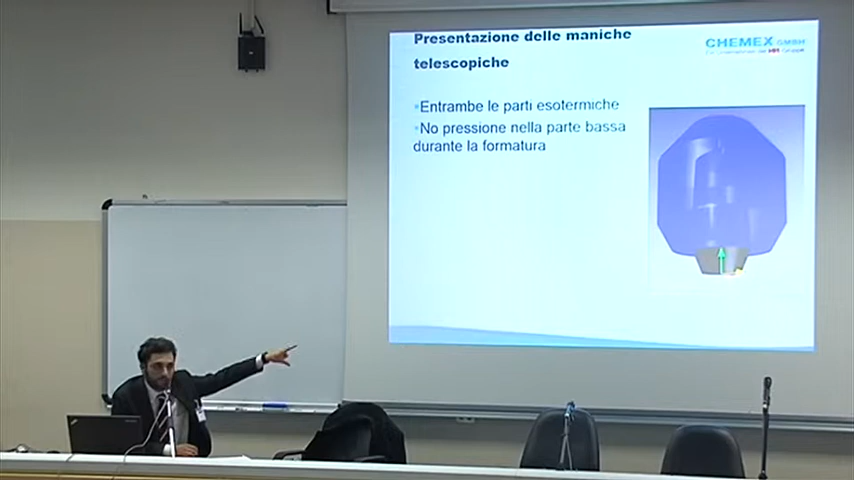 Presentazione delle maniche
telescopiche
CHEMEX GMBH
Entrambe le parti esotermiche
No pressione nella parte bassa
durante la formatura